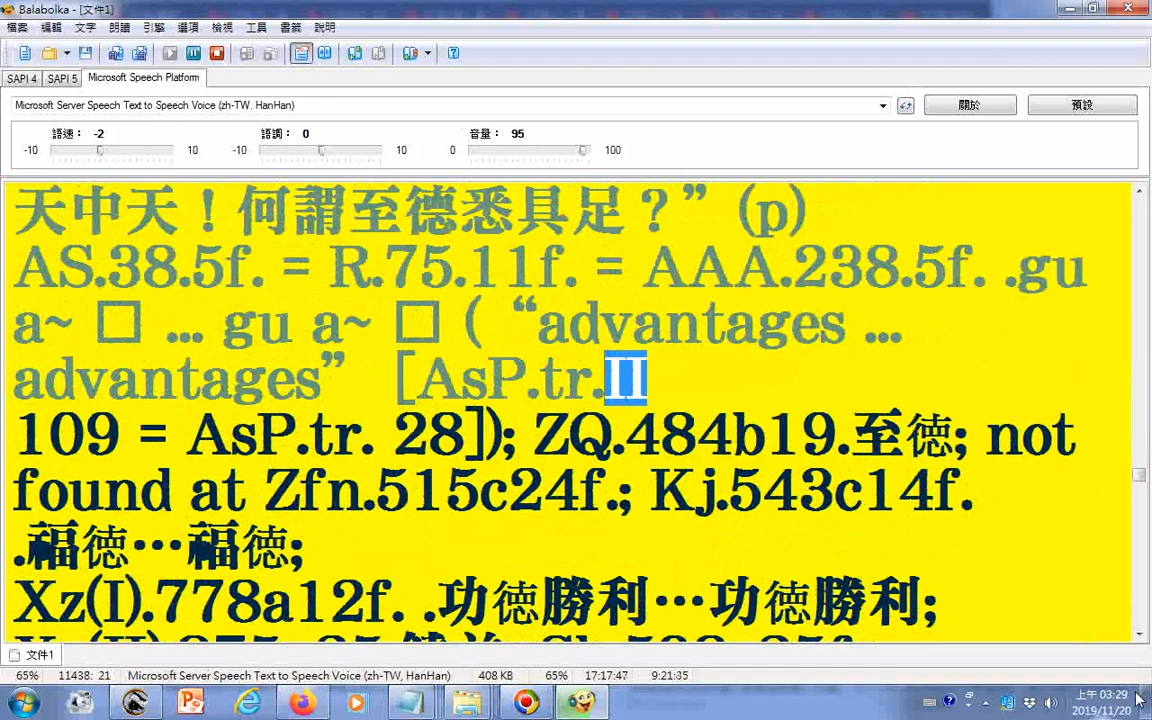 Balabolka - [文件1]
檔案 編輯 文字 朗讀 引擎 選項 檢視 工具 書籤 說明
SAPI 4 SAPI 5 Microsoft Speech Platform
Microsoft Server Speech Text to Speech Voice (zh-TW, HanHan) 關於 預設
語速： -2 語調： 0 音量： 95
-10 10 -10 10 0 100
天中天！何謂至德悉具足？” (p)
AS.38.5f. = R.75.11f. = AAA.238.5f. .gu
a~ □ ... gu a~ □ (“advantages ...
advantages” [AsP.tr.II
109 = AsP.tr. 28]); ZQ.484b19.至徳; not
found at Zfn.515c24f.; Kj.543c14f.
.福徳…福徳;
Xz(I).778a12f. .功徳勝利…功徳勝利;
文件1
65% 11438: 21 Microsoft Server Speech Text to Speech Voice (zh-TW, HanHan) 408 KB 65% 17:17:47 9:21:35
上午 03:29
2019/11/20